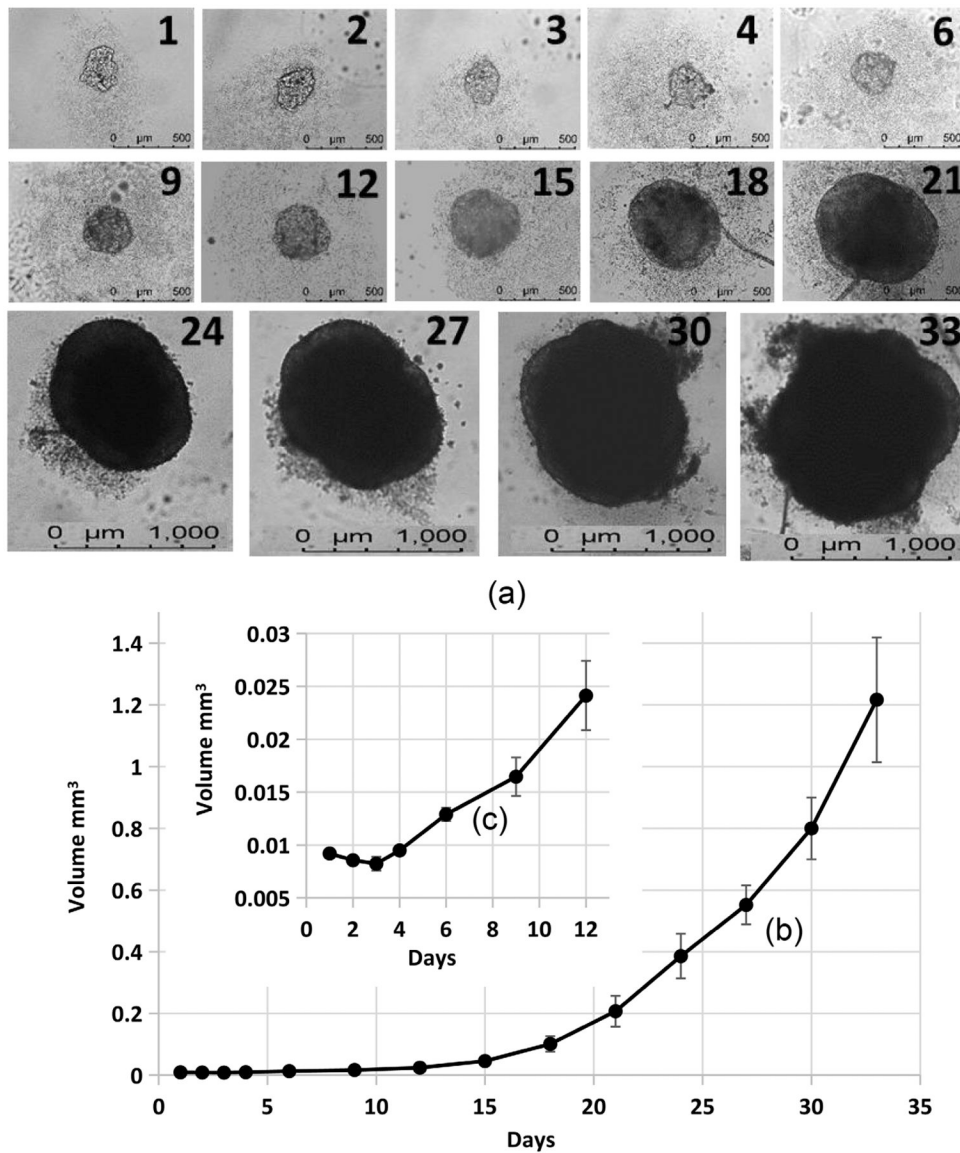 1 2 3 4 6
0 µm 500 0 µm 500 0 µm 500 0 µm 500 0 µm 500
9 12 15 18 21
0 µm 500 0 µm 500 0 µm 500 0 µm 500 0 µm 500
24 27 30 33
0 µm 1,000 0 µm 1,000 0 µm 1,000 0 µm 1,000
(a)
Volume mm³
1.4
1.2
1
0.8
0.6
0.4
0.2
0
0 5 10 15 20 25 30 35
Days
(b)
Volume mm³
0.03
0.025
0.02
0.015
0.01
0.005
0 2 4 6 8 10 12
Days
(c)